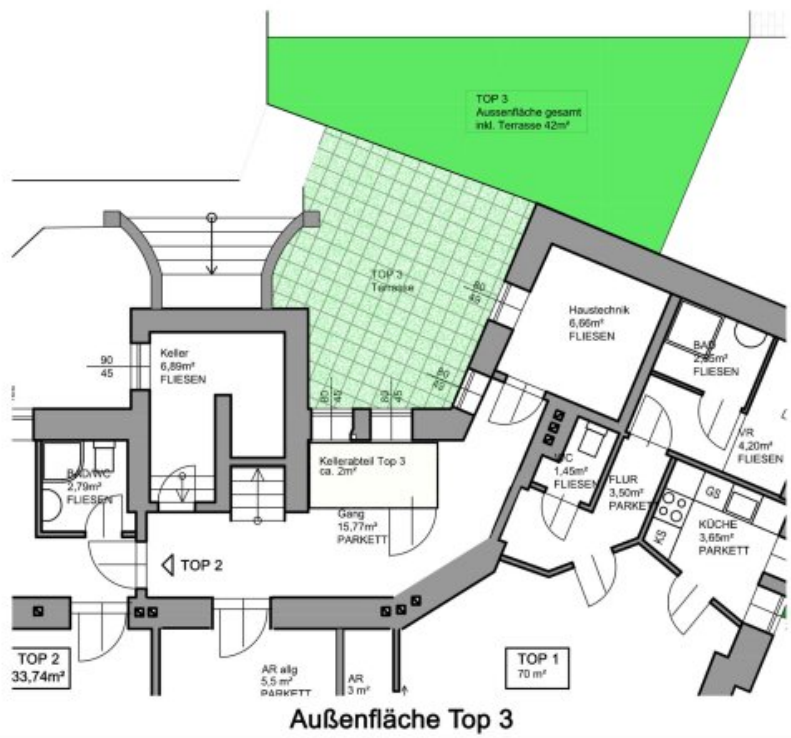 TOP 3
Aussenfläche gesamt
inkl. Terrasse 42m²
TOP 3
Terrasse
80
49
Haustechnik
6,66m²
FLIESEN
Keller
6,89m²
FLIESEN
90
45
80
45
80
45
80
BAD
FLIESEN
VR
4,20m²
FLIESEN
Kellerabteil Top 3
ca. 2m²
BAD/WC
2,79m²
FLIESEN
WC
1,45m²
FLIESEN
FLUR
3,50m²
PARKETT
GS
KS
KÜCHE
3,65m²
PARKETT
Gang
15,77m²
PARKETT
TOP 2
TOP 2
33,74m²
AR allg
5,5 m²
PARKETT
AR
3 m²
TOP 1
70 m²
Außenfläche Top 3